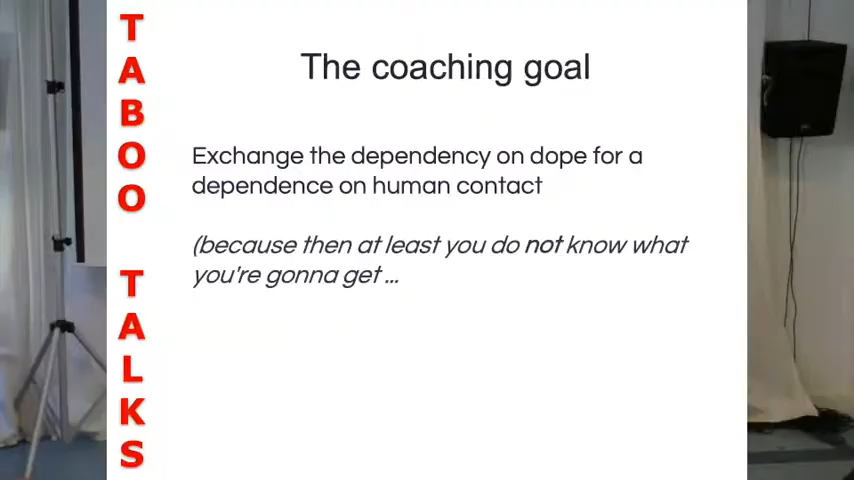 TABOO TALKS
The coaching goal
Exchange the dependency on dope for a
dependence on human contact
(because then at least you do not know what
you're gonna get ...